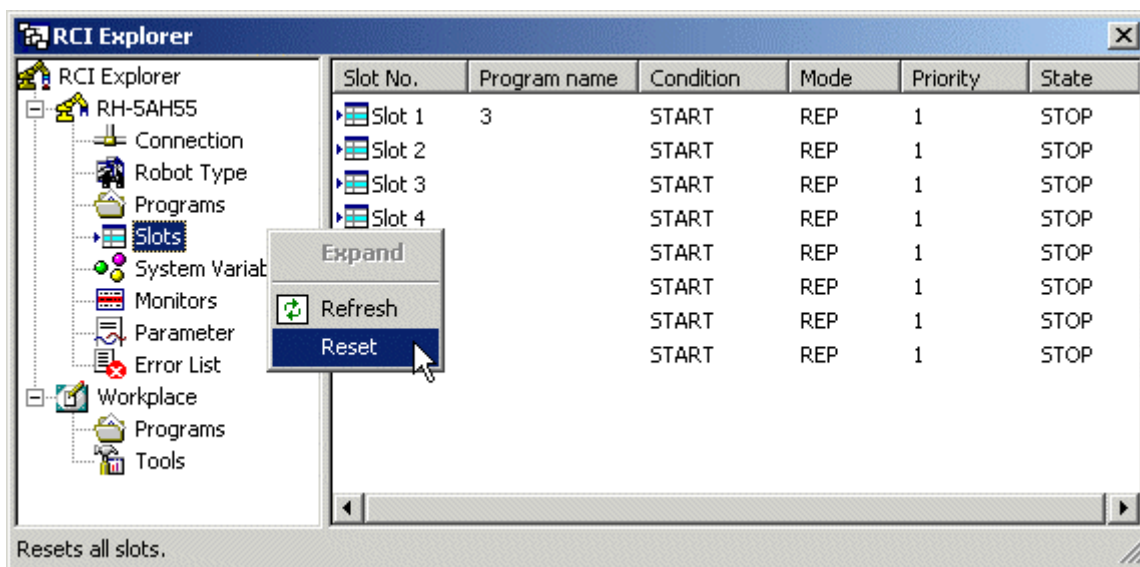 RCI Explorer
RCI Explorer
RH-5AH55
Connection
Robot Type
Programs
Slots
System Variab
Monitors
Parameter
Error List
Workplace
Programs
Tools
Slot No. Program name Condition Mode Priority State
Slot 1 3 START REP 1 STOP
Slot 2 START REP 1 STOP
Slot 3 START REP 1 STOP
Slot 4 START REP 1 STOP
START REP 1 STOP
START REP 1 STOP
START REP 1 STOP
START REP 1 STOP
Expand
Refresh
Reset
Resets all slots.